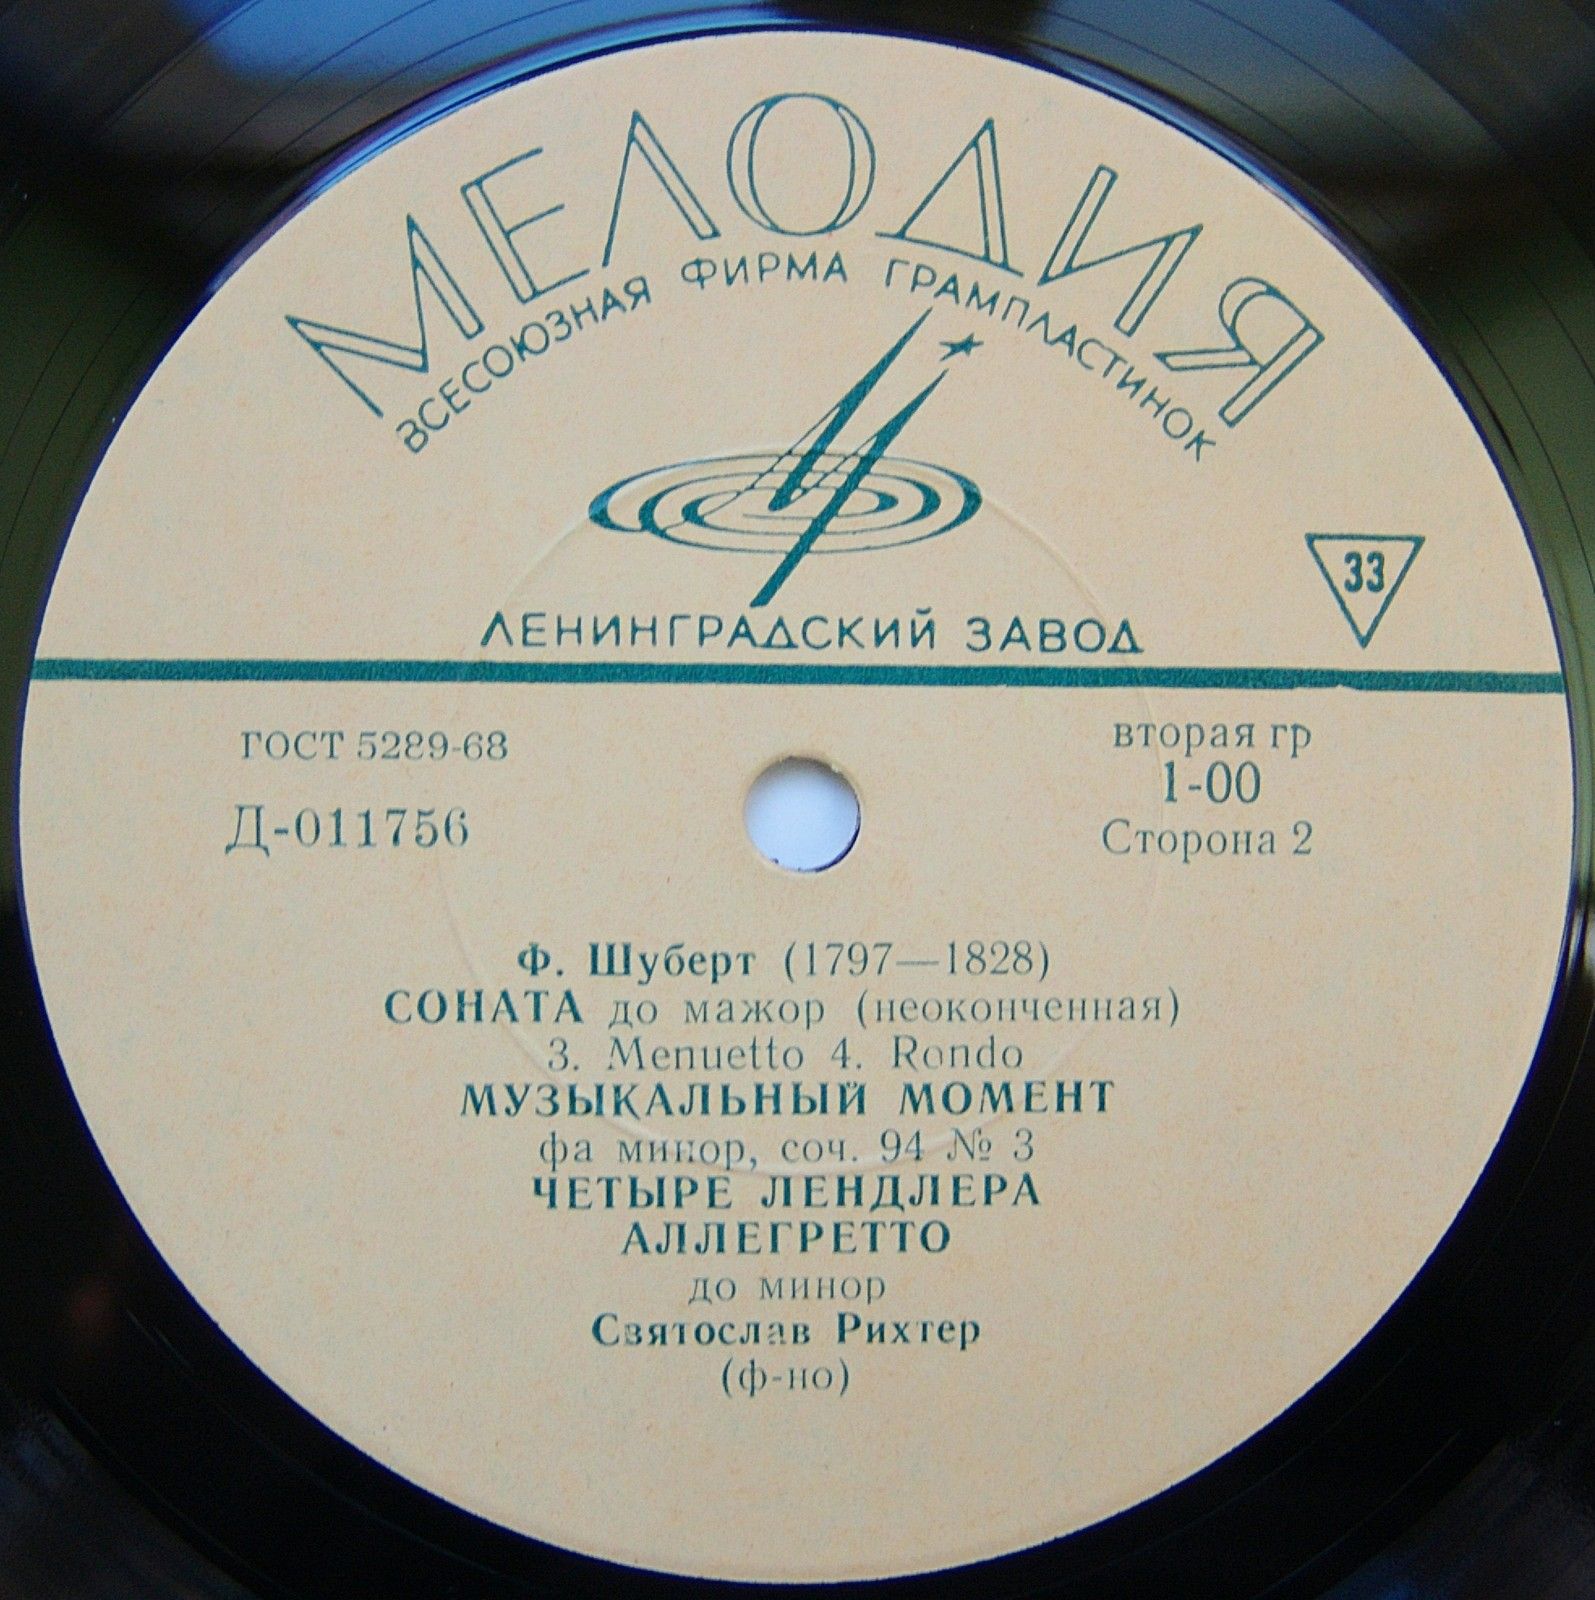 МЕЛОДИЯ
ВСЕСОЮЗНАЯ ФИРМА ГРАМПЛАСТИНОК
33
ЛЕНИНГРАДСКИЙ ЗАВОД
ГОСТ 5289-68
вторая гр
1-00
Д-011756
Сторона 2
Ф. Шуберт (1797—1828)
СОНАТА до мажор (неоконченная)
3. Menuetto 4. Rondo
МУЗЫКАЛЬНЫЙ МОМЕНТ
фа минор, соч. 94 № 3
ЧЕТЫРЕ ЛЕНДЛЕРА
АЛЛЕГРЕТТО
до минор
Святослав Рихтер
(ф-но)